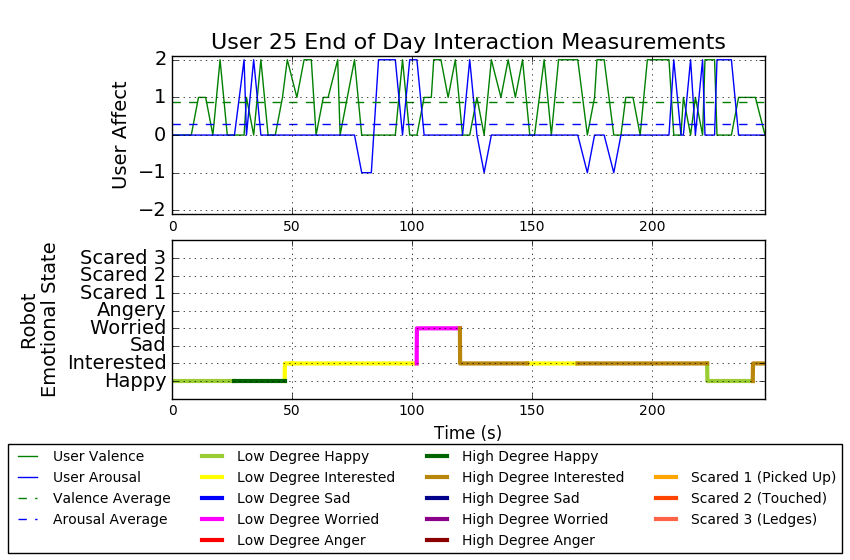 User 25 End of Day Interaction Measurements
User Affect
2
1
0
−1
−2
0 50 100 150 200
Robot
Emotional State
Scared 3
Scared 2
Scared 1
Angery
Worried
Sad
Interested
Happy
0 50 100 150 200
Time (s)
User Valence Low Degree Happy High Degree Happy
User Arousal Low Degree Interested High Degree Interested Scared 1 (Picked Up)
Valence Average Low Degree Sad High Degree Sad Scared 2 (Touched)
Arousal Average Low Degree Worried High Degree Worried Scared 3 (Ledges)
Low Degree Anger High Degree Anger